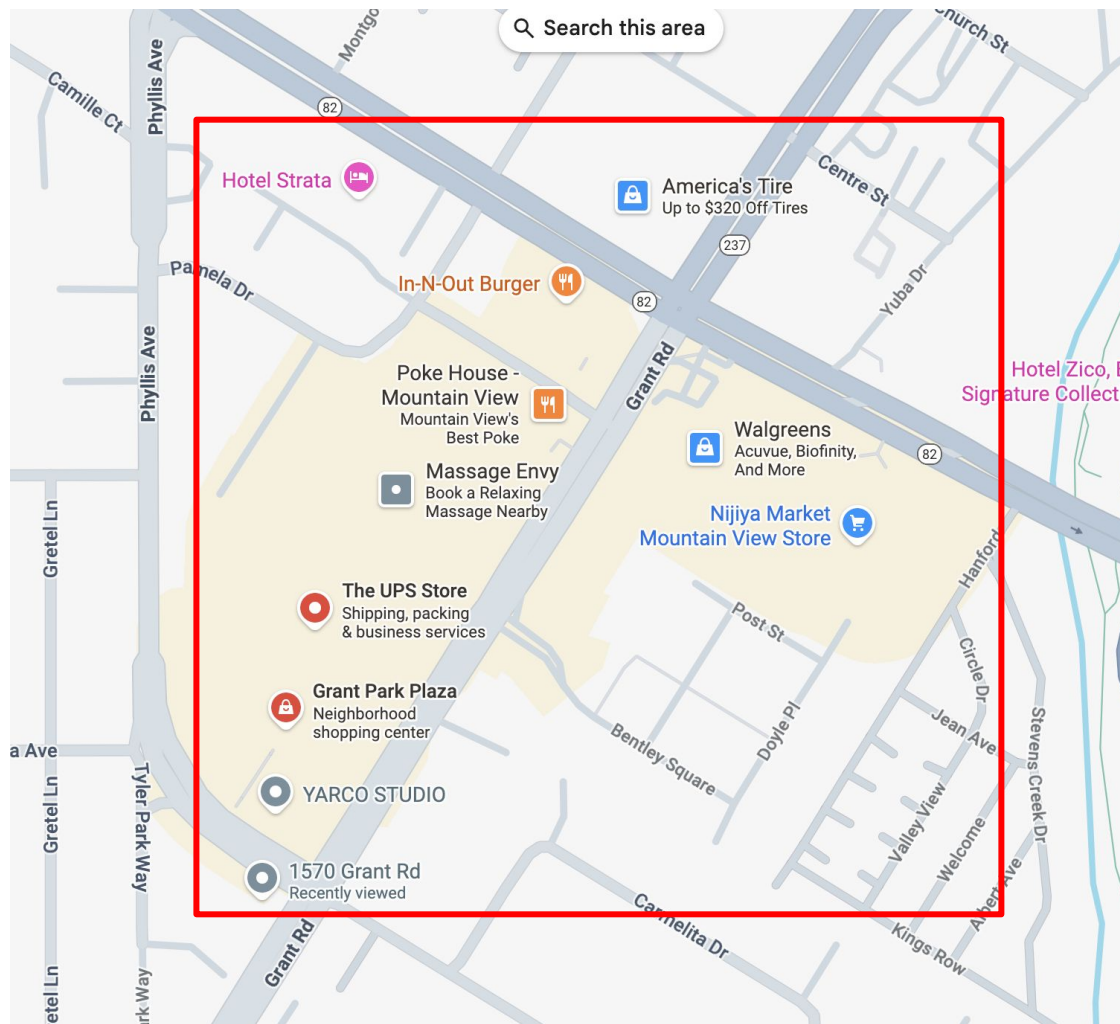 Search this area
Church St
Montgo
Phyllis Ave
Camille Ct
82
Hotel Strata
America's Tire
Up to $320 Off Tires
Centre St
237
Pamela Dr
In-N-Out Burger
82
Yuba Dr
Phyllis Ave
Grant Rd
Hotel Zico, B
Signature Collect
Poke House -
Mountain View
Mountain View's
Best Poke
Walgreens
Acuvue, Biofinity,
And More
82
Massage Envy
Book a Relaxing
Massage Nearby
Nijiya Market
Mountain View Store
Gretel Ln
Hanford
The UPS Store
Shipping, packing
& business services
Post St
Circle Dr
Grant Park Plaza
Neighborhood
shopping center
Doyle Pl
Jean Ave
Bentley Square
Stevens Creek Dr
a Ave
Tyler Park Way
Gretel Ln
YARCO STUDIO
Valley View
Welcome
1570 Grant Rd
Recently viewed
Albert Ave
Carmelita Dr
Grant Rd
Kings Row
etel Ln
rk Way